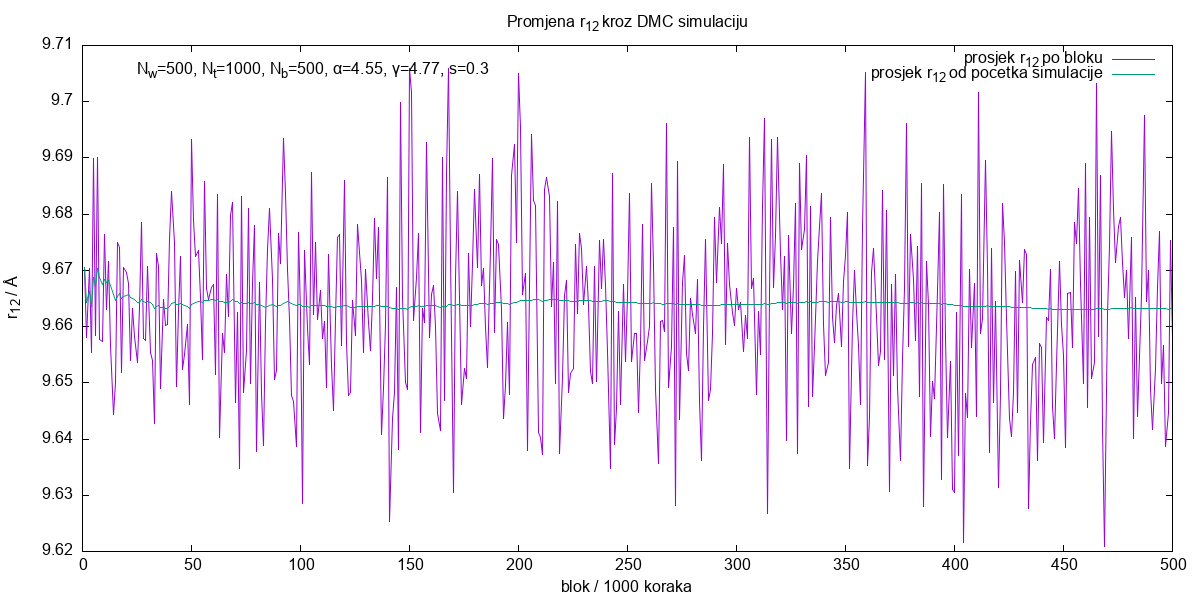 Promjena r12 kroz DMC simulaciju
Nw=500, Nt=1000, Nb=500, α=4.55, γ=4.77, s=0.3
prosjek r12 po bloku
prosjek r12 od pocetka simulacije
r12 / Å
9.71
9.7
9.69
9.68
9.67
9.66
9.65
9.64
9.63
9.62
0 50 100 150 200 250 300 350 400 450 500
blok / 1000 koraka